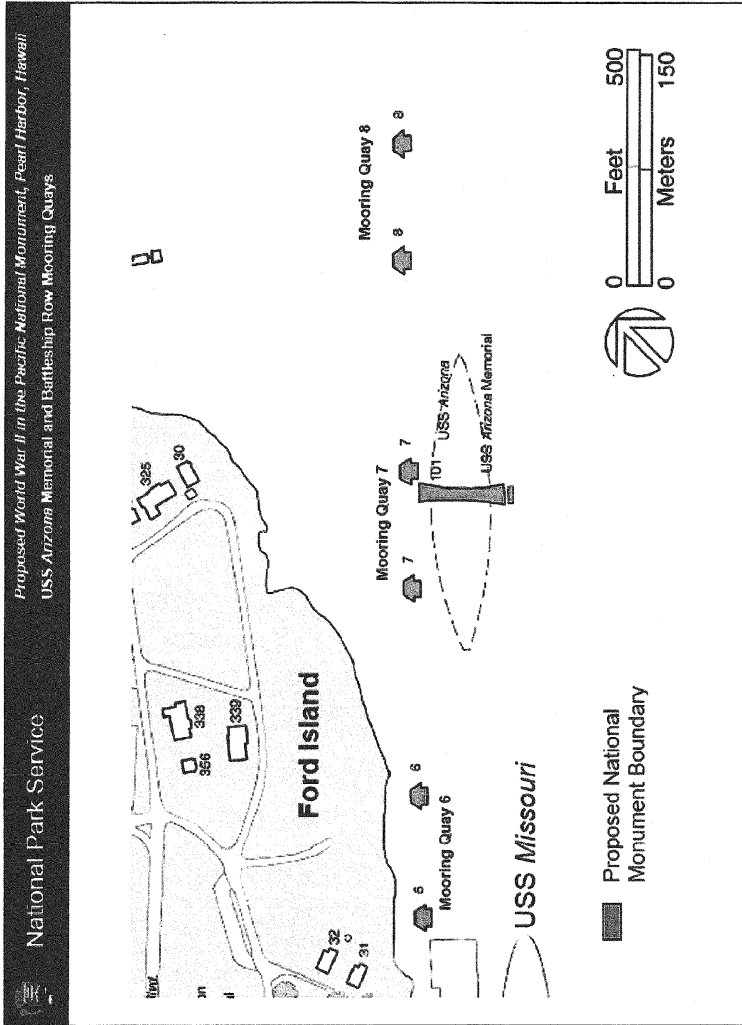 National Park Service
Proposed World War II in the Pacific National Monument, Pearl Harbor, Hawaii
USS Arizona Memorial and Battleship Row Mooring Quays
325
30
338
356
339
Ford Island
32
31
Mooring Quay 8
8
8
Mooring Quay 7
7
7
101
USS Arizona
USS Arizona Memorial
6
5
Mooring Quay 6
USS Missouri
Proposed National
Monument Boundary
0 Feet 500
0 Meters 150